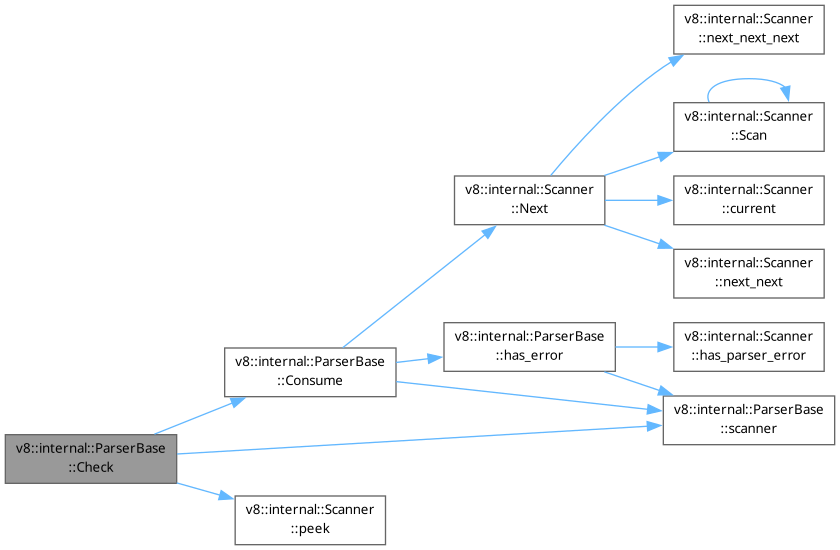 v8::internal::Scanner
::next_next_next
v8::internal::Scanner
::Scan
v8::internal::Scanner
::Next
v8::internal::Scanner
::current
v8::internal::Scanner
::next_next
v8::internal::ParserBase
::has_error
v8::internal::Scanner
::has_parser_error
v8::internal::ParserBase
::Consume
v8::internal::ParserBase
::scanner
v8::internal::ParserBase
::Check
v8::internal::Scanner
::peek